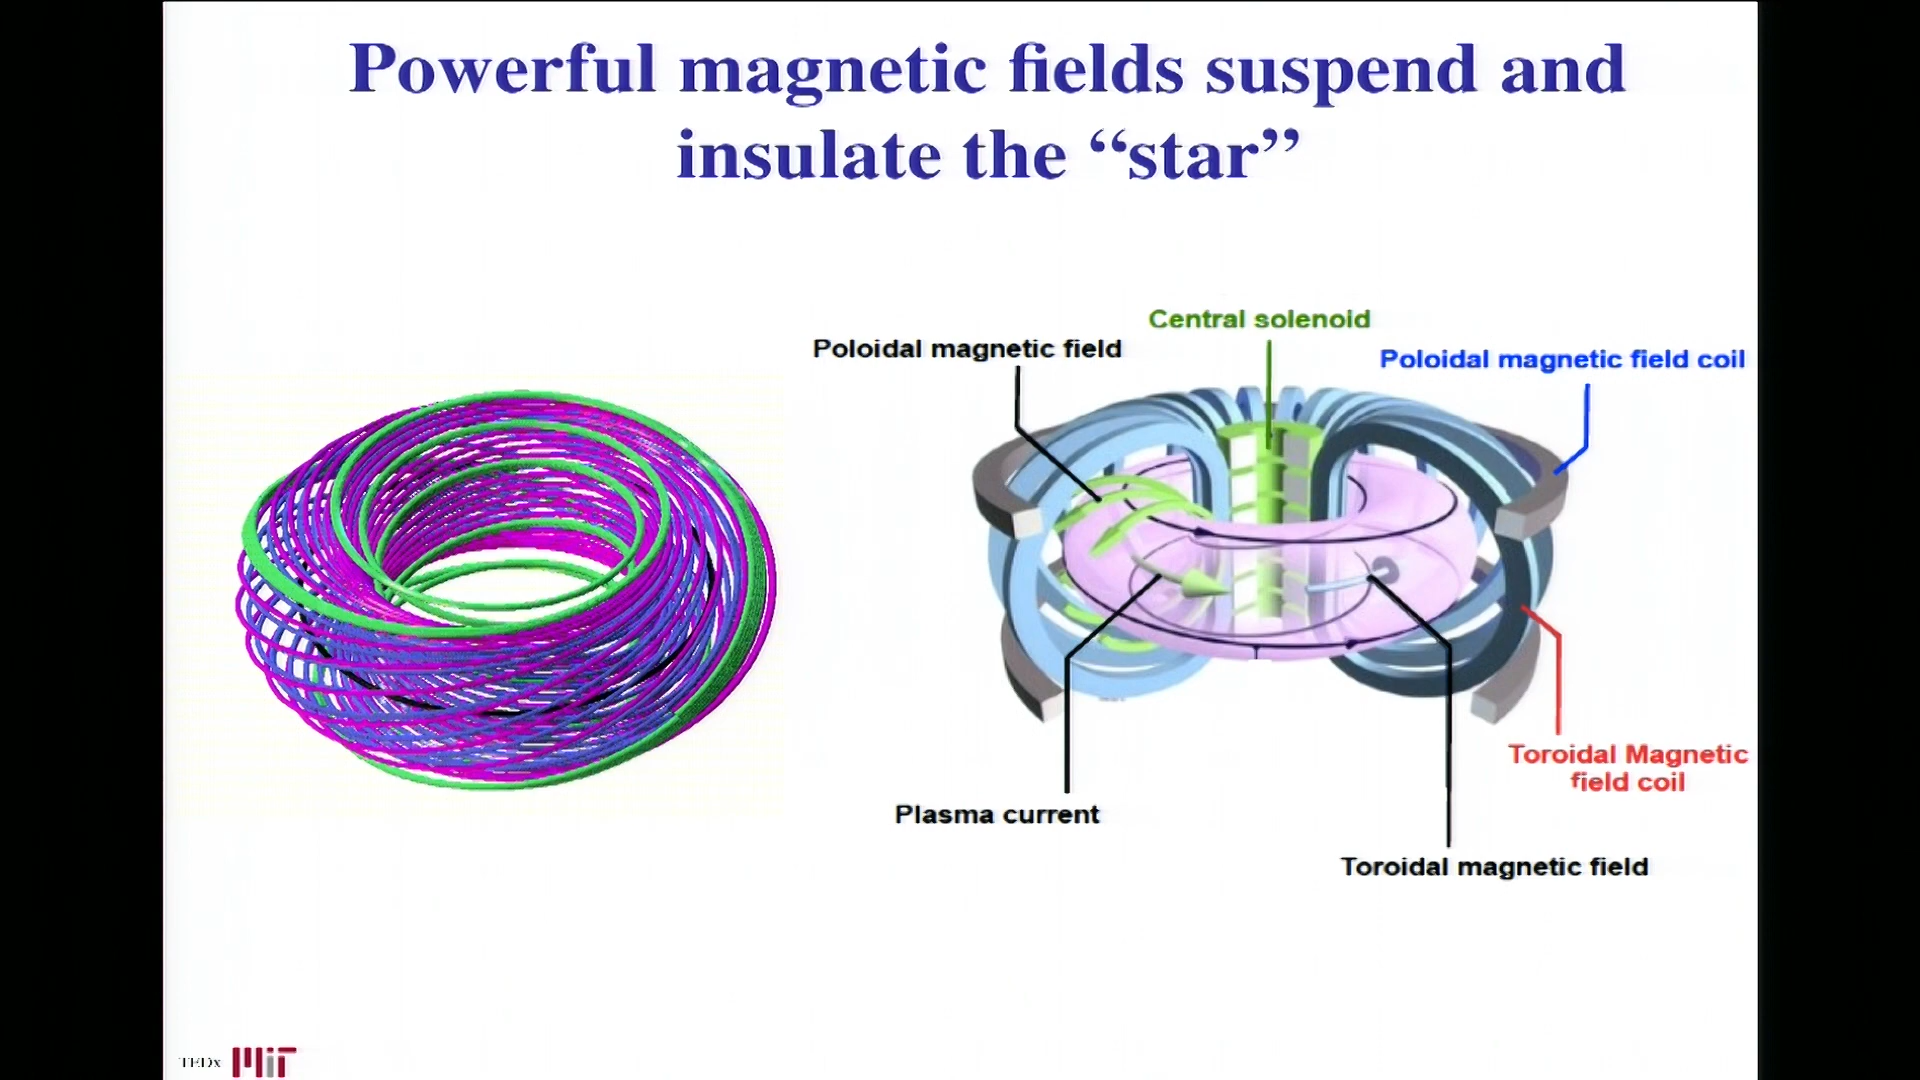 Powerful magnetic fields suspend and
insulate the “star”
Central solenoid
Poloidal magnetic field
Poloidal magnetic field coil
Toroidal Magnetic
field coil
Plasma current
Toroidal magnetic field
TEDx MIT